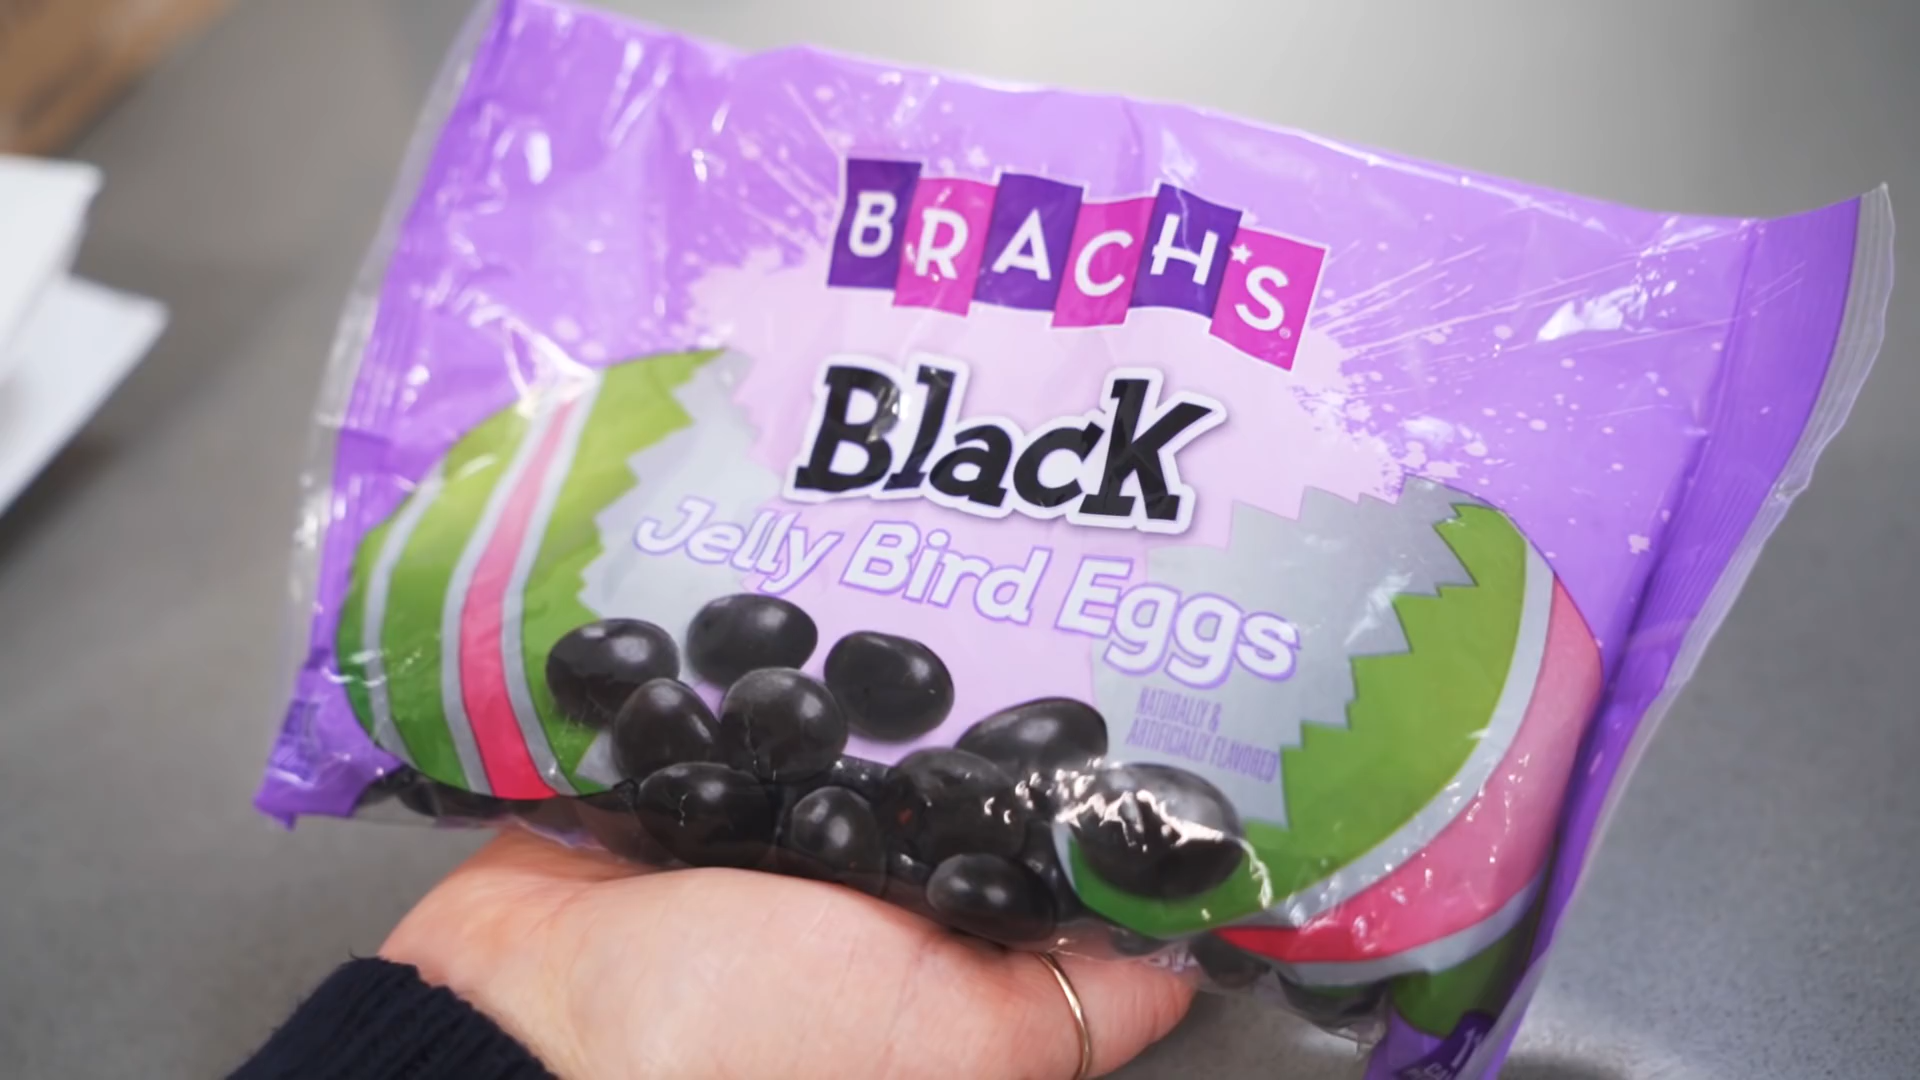 BRACH'S®
Black
Jelly Bird Eggs
NATURALLY &
ARTIFICIALLY FLAVORED